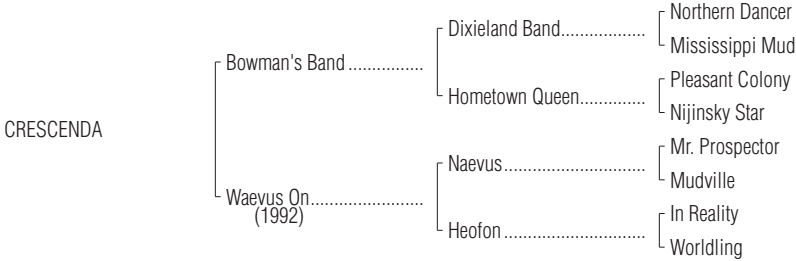 Northern Dancer
Dixieland Band....................
Mississippi Mud
Bowman's Band ................
Pleasant Colony
Hometown Queen..............
Nijinsky Star
CRESCENDA
Mr. Prospector
Naevus..............................
Mudville
Waevus On........................
(1992)
In Reality
Heofon ..............................
Worldling